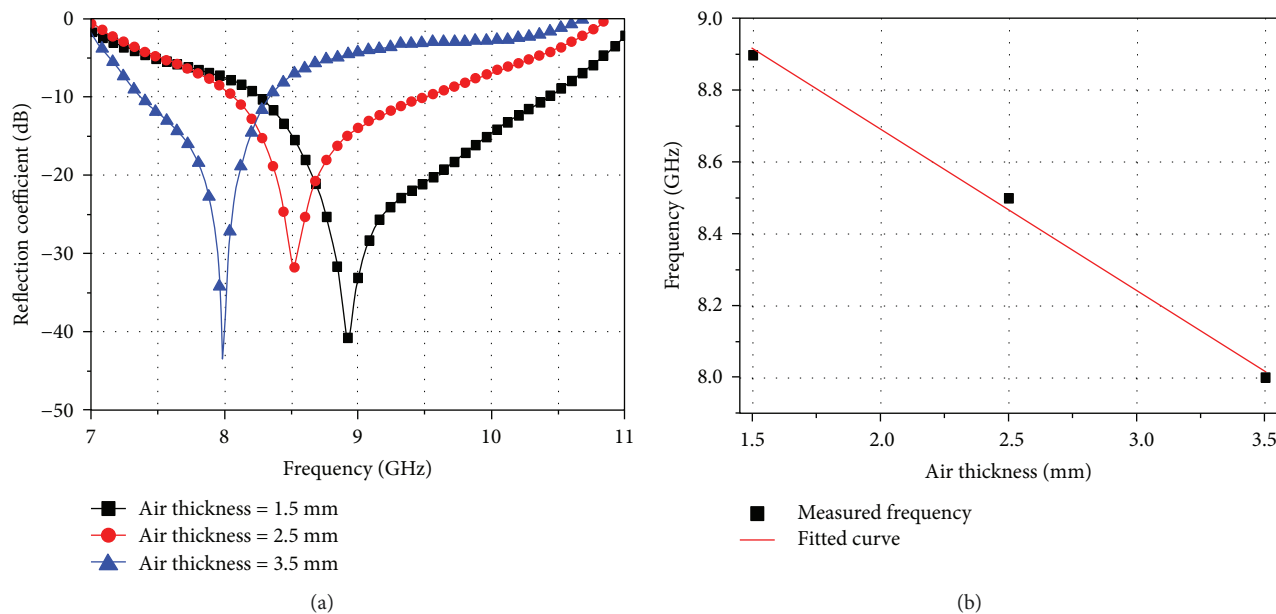 0
−10
−20
−30
−40
−50
Reflection coefficient (dB)
7
8
9
10
11
Frequency (GHz)
Air thickness = 1.5 mm
Air thickness = 2.5 mm
Air thickness = 3.5 mm
(a)
9.0
8.8
8.6
8.4
8.2
8.0
Frequency (GHz)
1.5
2.0
2.5
3.0
3.5
Air thickness (mm)
Measured frequency
Fitted curve
(b)